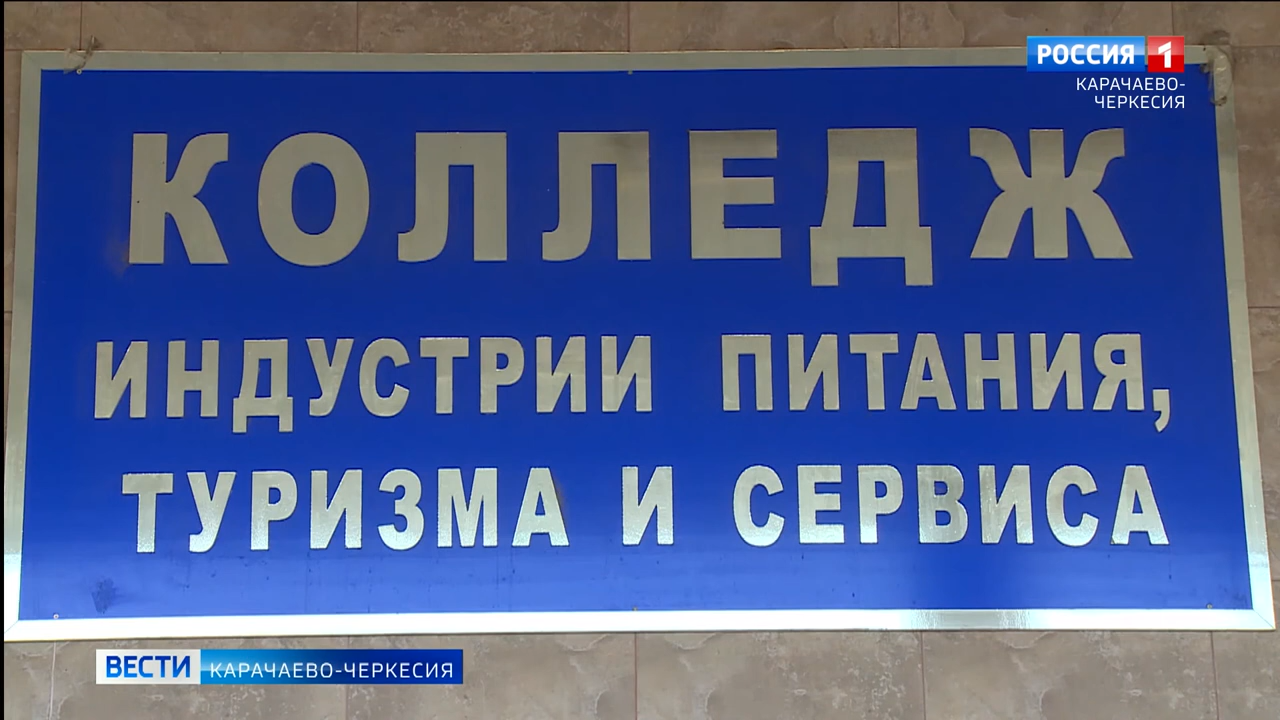 РОССИЯ 1
КАРАЧАЕВО-
ЧЕРКЕСИЯ
КОЛЛЕДЖ
ИНДУСТРИИ ПИТАНИЯ,
ТУРИЗМА И СЕРВИСА
ВЕСТИ КАРАЧАЕВО-ЧЕРКЕСИЯ